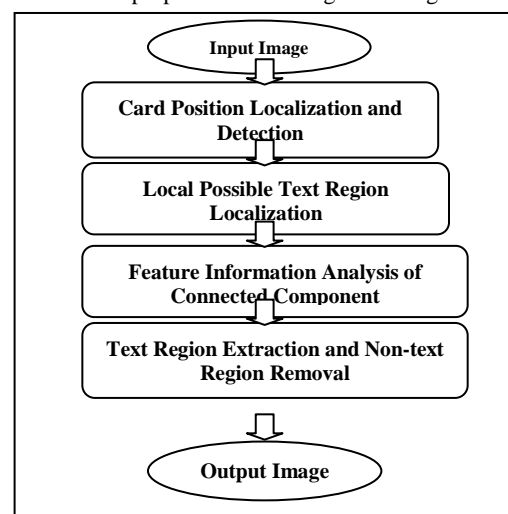 Input Image
Card Position Localization and
Detection
Local Possible Text Region
Localization
Feature Information Analysis of
Connected Component
Text Region Extraction and Non-text
Region Removal
Output Image